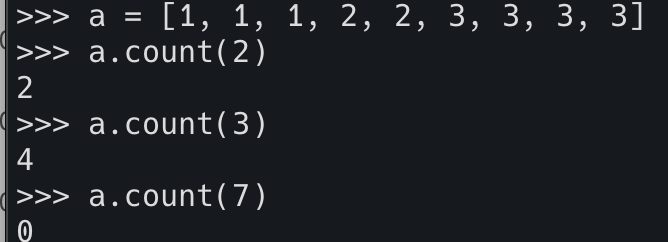 >>> a = [1, 1, 1, 2, 2, 3, 3, 3, 3]
>>> a.count(2)
2
>>> a.count(3)
4
>>> a.count(7)
0